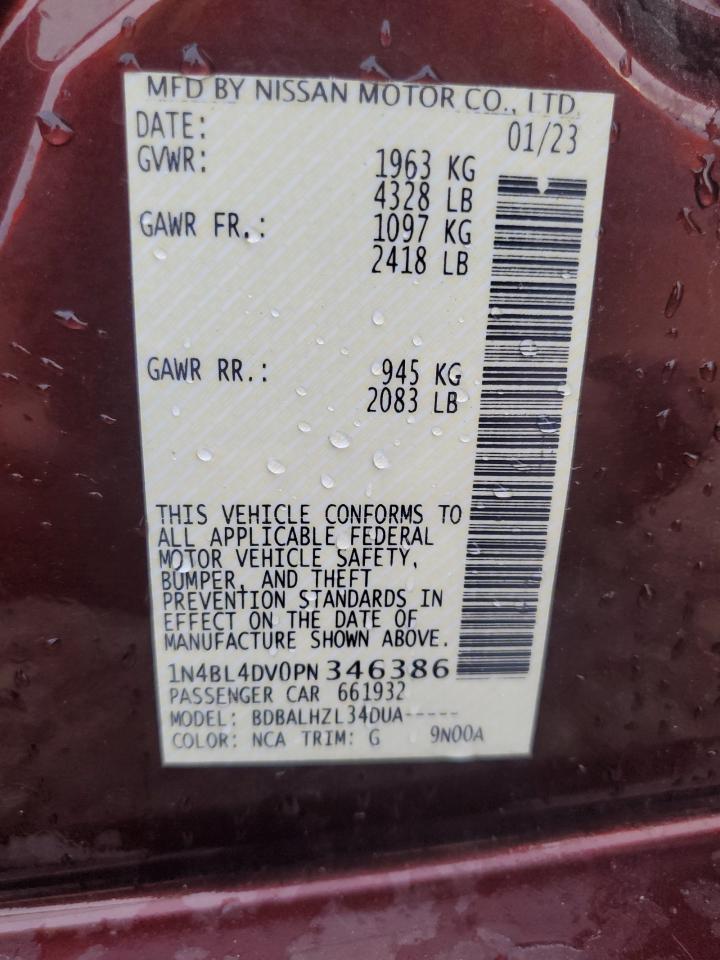 MFD BY NISSAN MOTOR CO., LTD.
DATE: 01/23
GVWR: 1963 KG
4328 LB
GAWR FR.: 1097 KG
2418 LB
GAWR RR.: 945 KG
2083 LB
THIS VEHICLE CONFORMS TO
ALL APPLICABLE FEDERAL
MOTOR VEHICLE SAFETY,
BUMPER, AND THEFT
PREVENTION STANDARDS IN
EFFECT ON THE DATE OF
MANUFACTURE SHOWN ABOVE.
1N4BL4DV0PN346386
PASSENGER CAR 661932
MODEL: BDBALHZL34DUA-----
COLOR: NCA TRIM: G 9N00A